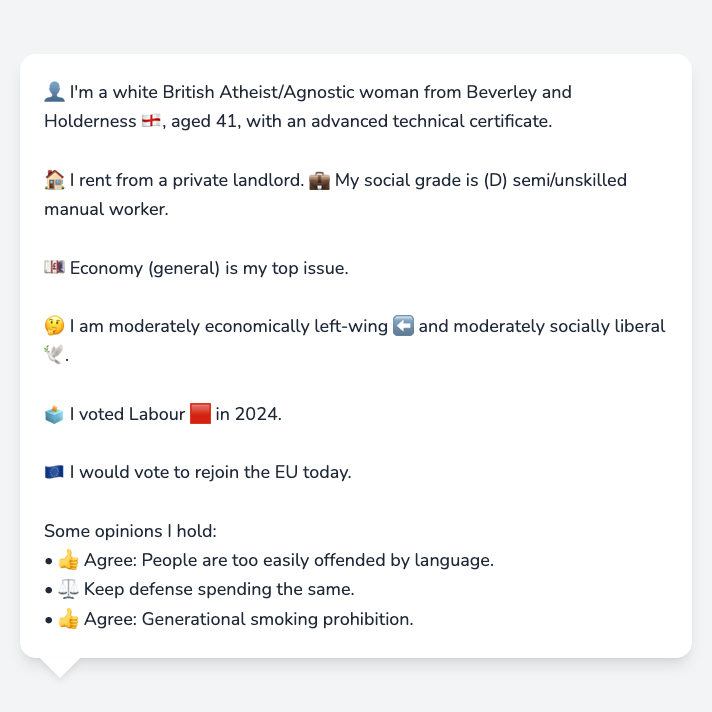 👤 I'm a white British Atheist/Agnostic woman from Beverley and
Holderness 🏴󠁧󠁢󠁥󠁮󠁧󠁿, aged 41, with an advanced technical certificate.
🏠 I rent from a private landlord. 💼 My social grade is (D) semi/unskilled
manual worker.
💷 Economy (general) is my top issue.
🤔 I am moderately economically left-wing ⬅️ and moderately socially liberal
🕊️.
🗳️ I voted Labour 🟥 in 2024.
🇪🇺 I would vote to rejoin the EU today.
Some opinions I hold:
• 👍 Agree: People are too easily offended by language.
• ⚖️ Keep defense spending the same.
• 👍 Agree: Generational smoking prohibition.